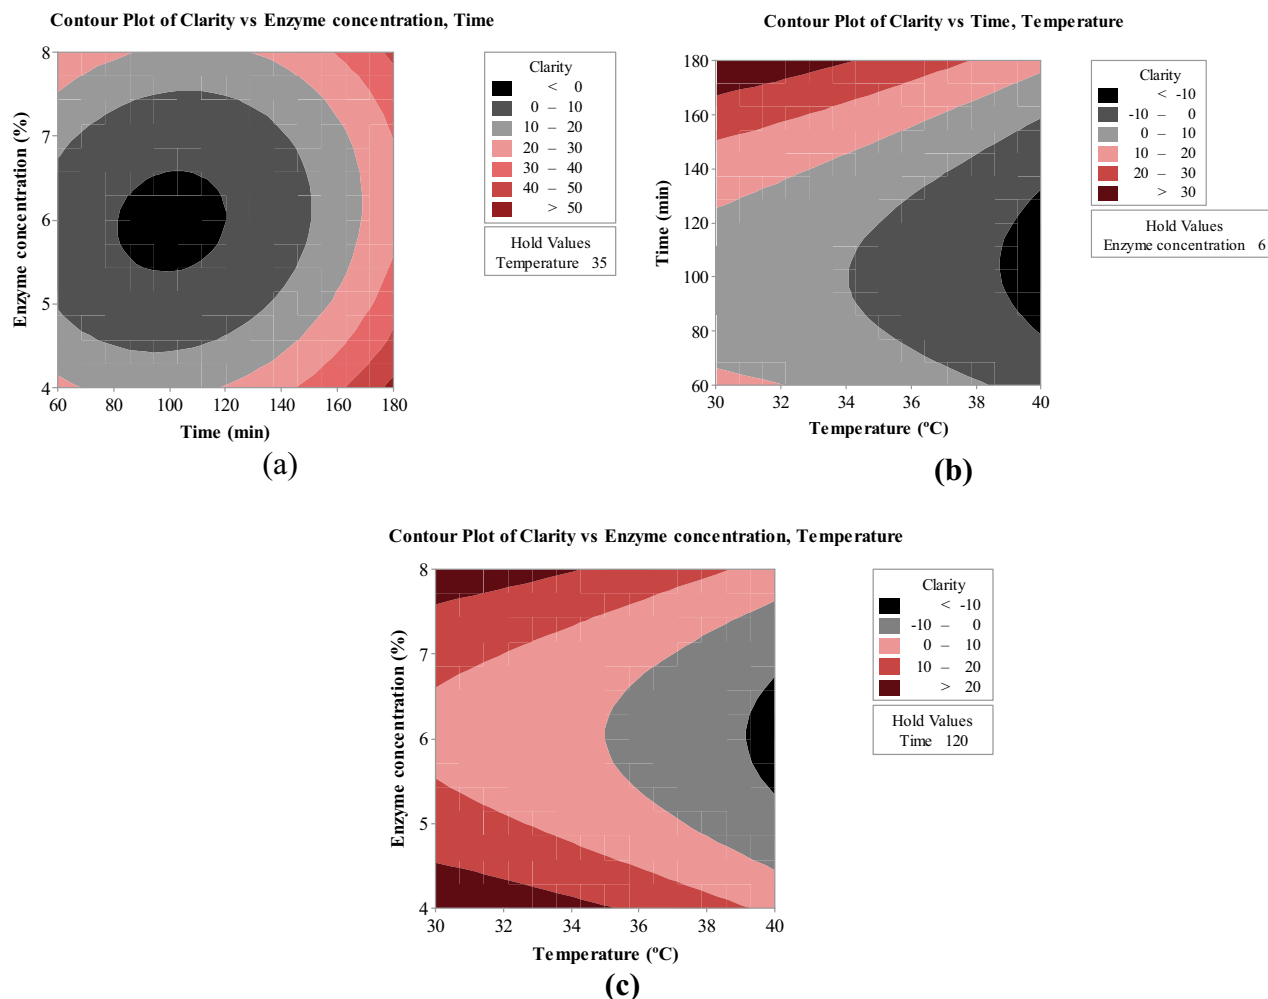 Contour Plot of Clarity vs Enzyme concentration, Time
8
7
6
5
4
60 80 100 120 140 160 180
Enzyme concentration (%)
Time (min)
Clarity
< 0
0 – 10
10 – 20
20 – 30
30 – 40
40 – 50
> 50
Hold Values
Temperature 35
(a)
Contour Plot of Clarity vs Time, Temperature
180
160
140
120
100
80
60
30 32 34 36 38 40
Time (min)
Temperature (ºC)
Clarity
< -10
-10 – 0
0 – 10
10 – 20
20 – 30
> 30
Hold Values
Enzyme concentration 6
(b)
Contour Plot of Clarity vs Enzyme concentration, Temperature
8
7
6
5
4
30 32 34 36 38 40
Enzyme concentration (%)
Temperature (ºC)
Clarity
< -10
-10 – 0
0 – 10
10 – 20
> 20
Hold Values
Time 120
(c)